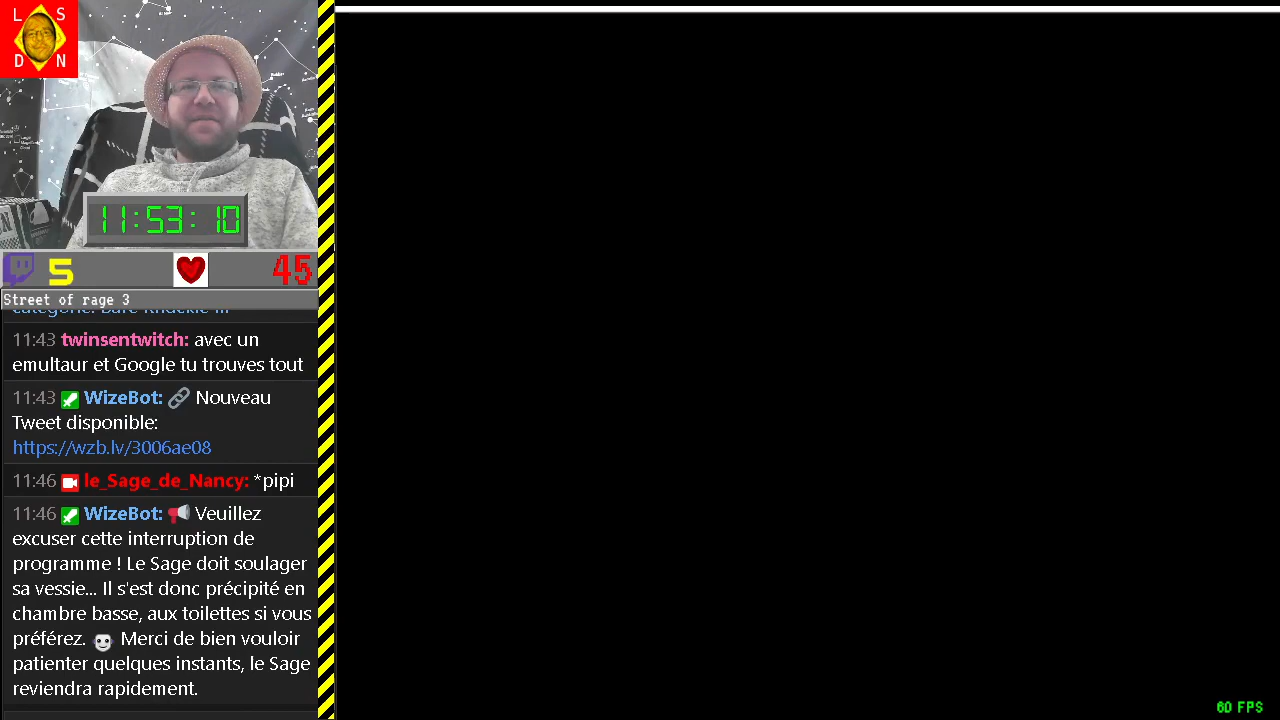 L S
D N
11:53:10
5
45
Street of rage 3
11:43 twinsentwitch: avec un
emultaur et Google tu trouves tout
11:43 WizeBot: Nouveau
Tweet disponible:
https://wzb.lv/3006ae08
11:46 le_Sage_de_Nancy: *pipi
11:46 WizeBot: Veuillez
excuser cette interruption de
programme ! Le Sage doit soulager
sa vessie... Il s'est donc précipité en
chambre basse, aux toilettes si vous
préférez. Merci de bien vouloir
patienter quelques instants, le Sage
reviendra rapidement.
60 FPS